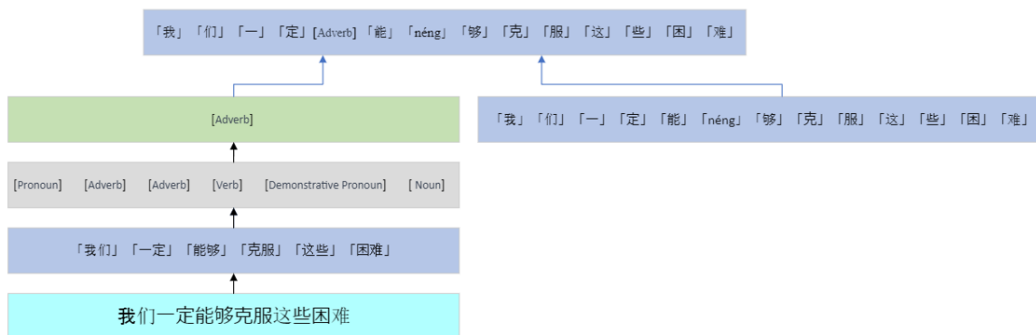 「我」「们」「一」「定」[Adverb]「能」「néng」「够」「克」「服」「这」「些」「困」「难」
[Adverb]
「我」「们」「一」「定」「能」「néng」「够」「克」「服」「这」「些」「困」「难」
[Pronoun] [Adverb] [Adverb] [Verb] [Demonstrative Pronoun] [ Noun]
「我们」「一定」「能够」「克服」「这些」「困难」
我们一定能够克服这些困难